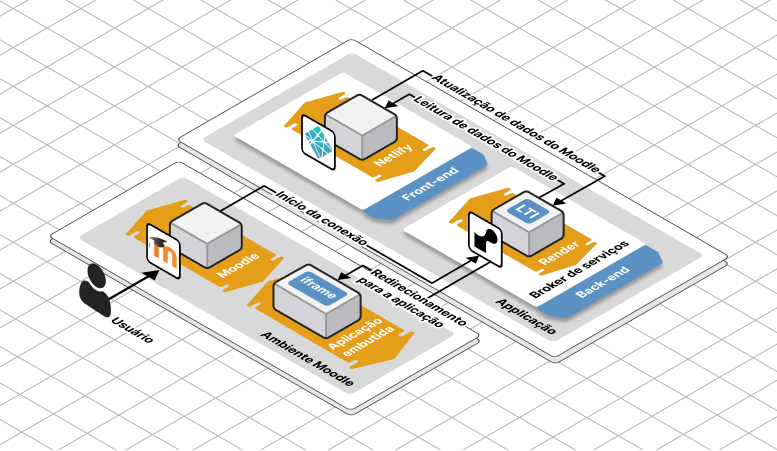 Atualização de dados do Moodle
Leitura de dados do Moodle
Netlify
Front-end
Início da conexão
LTI
Render
Broker de serviços
Back-end
Aplicação
m
Moodle
iframe
Redirecionamento
para a aplicação
Aplicação
embutida
Ambiente Moodle
Usuário